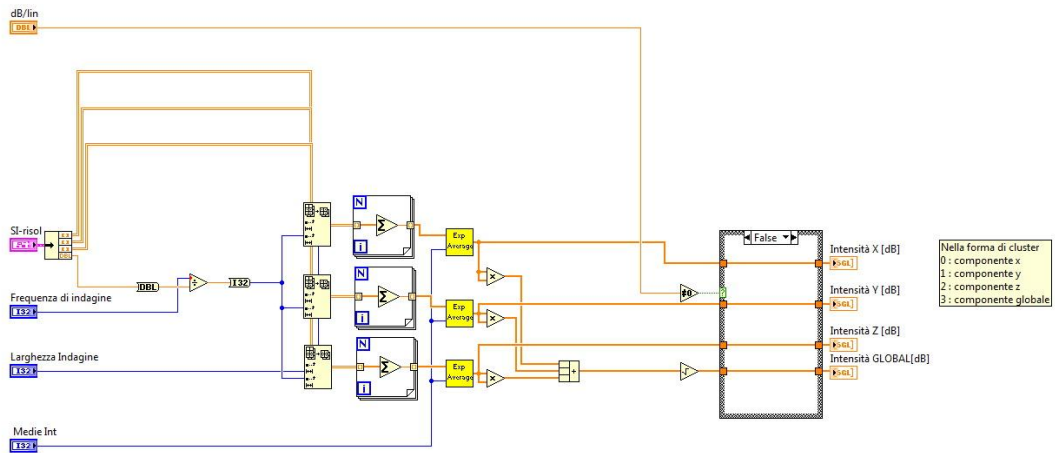 dB/lin
DBL
SI-risol
DBL
Frequenza di indagine
I32
Larghezza Indagine
I32
Medie Int
I32
DBL
I32
N
i
N
i
N
i
Exp
Average
Exp
Average
Exp
Average
False
Intensità X [dB]
SGL
Intensità Y [dB]
SGL
Intensità Z [dB]
SGL
Intensità GLOBAL[dB]
SGL
Nella forma di cluster
0 : componente x
1 : componente y
2 : componente z
3 : componente globale